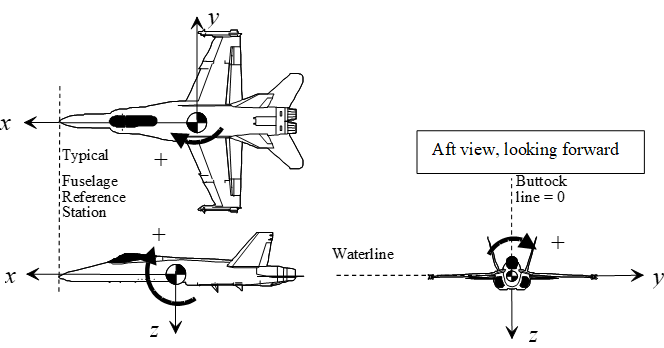 y
x
Typical
+
Fuselage
Reference
Station
Aft view, looking forward
Buttock
line = 0
+
+
Waterline
x
y
z
z